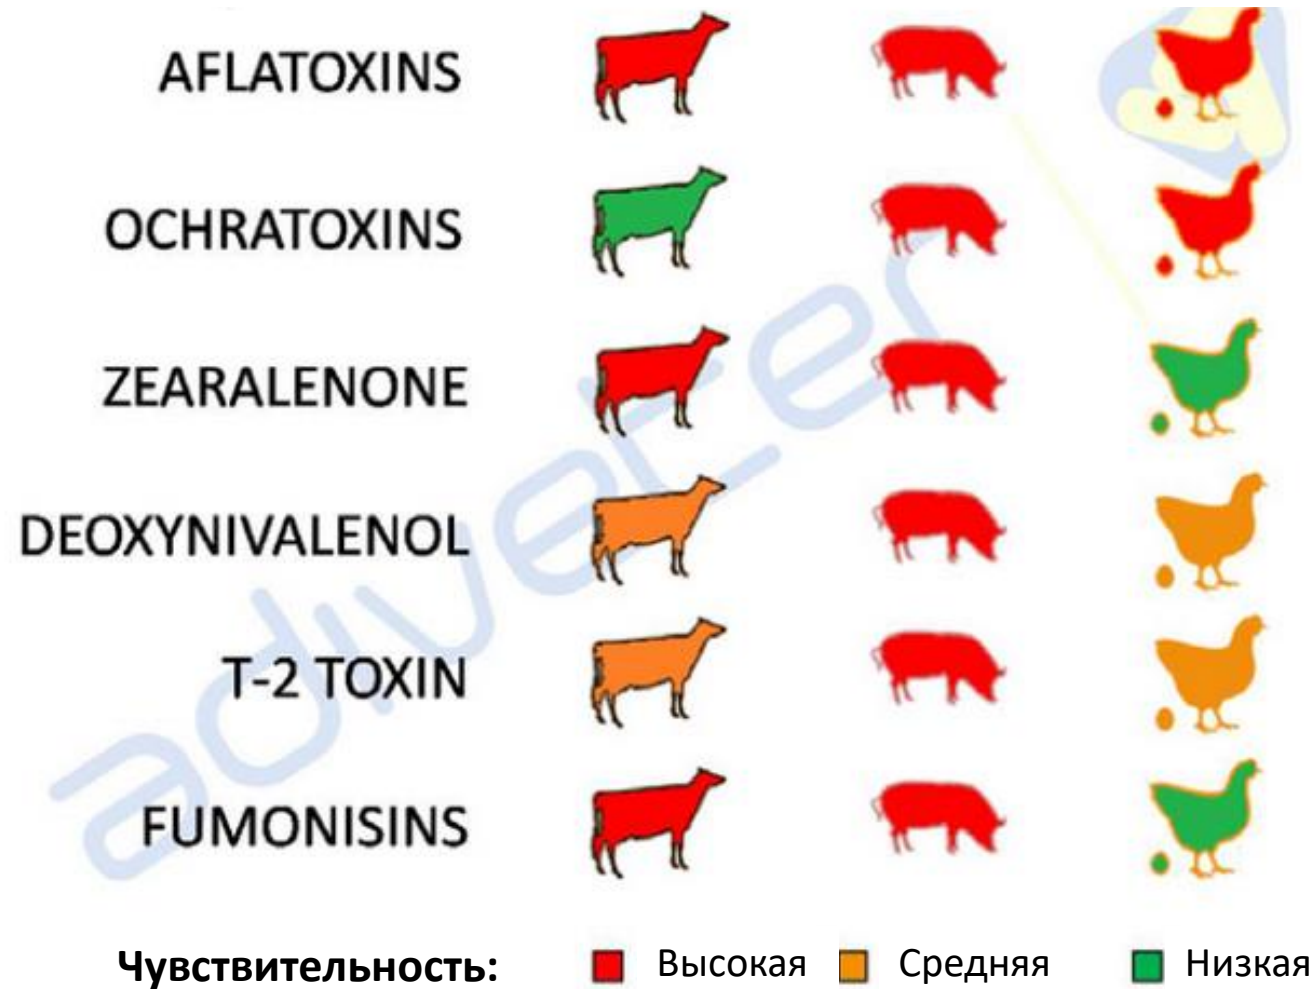 AFLATOXINS
OCHRATOXINS
ZEARALENONE
DEOXYNIVALENOL
T-2 TOXIN
FUMONISINS
adiveter
Чувствительность: Высокая Средняя Низкая